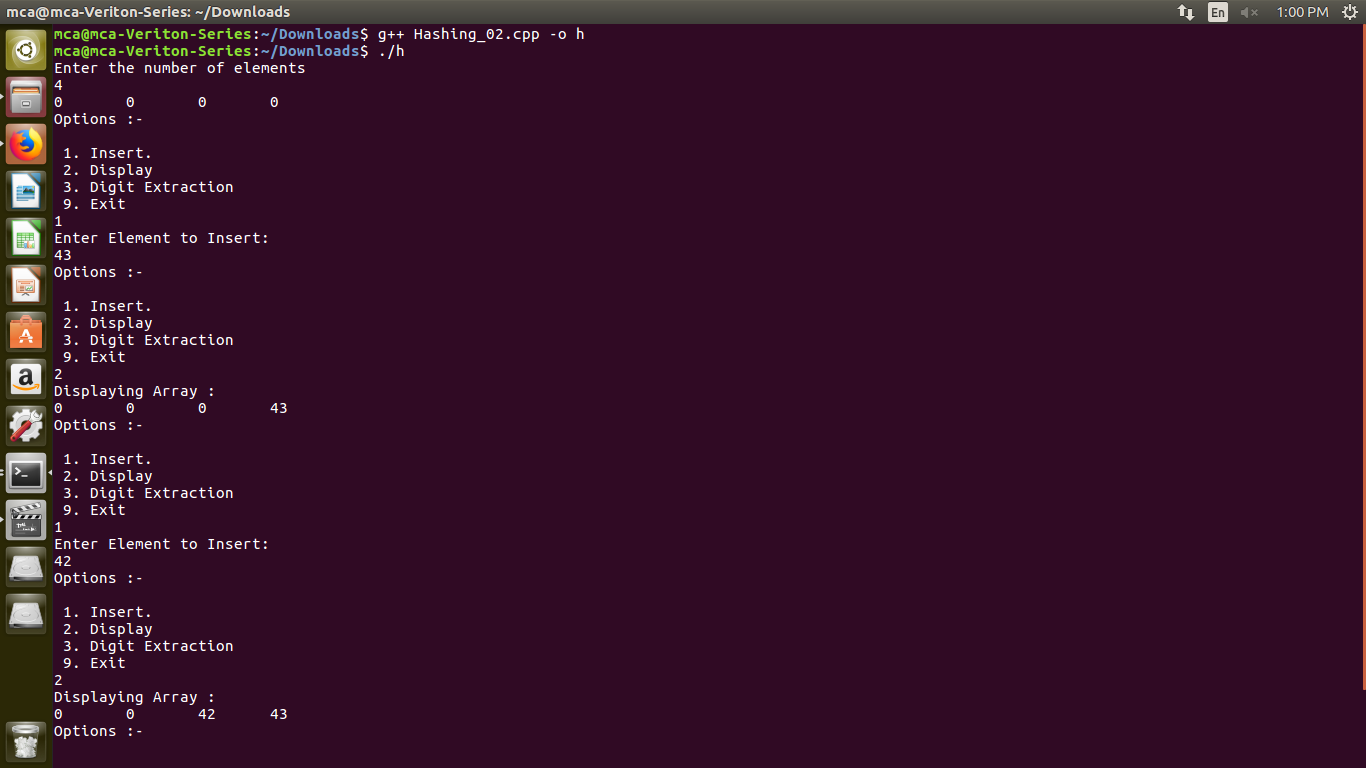 mca@mca-Veriton-Series: ~/Downloads En 1:00 PM
mca@mca-Veriton-Series:~/Downloads$ g++ Hashing_02.cpp -o h
mca@mca-Veriton-Series:~/Downloads$ ./h
Enter the number of elements
4
0 0 0 0
Options :-
1. Insert.
2. Display
3. Digit Extraction
9. Exit
1
Enter Element to Insert:
43
Options :-
1. Insert.
2. Display
3. Digit Extraction
9. Exit
2
Displaying Array :
0 0 0 43
Options :-
1. Insert.
2. Display
3. Digit Extraction
9. Exit
1
Enter Element to Insert:
42
Options :-
1. Insert.
2. Display
3. Digit Extraction
9. Exit
2
Displaying Array :
0 0 42 43
Options :-